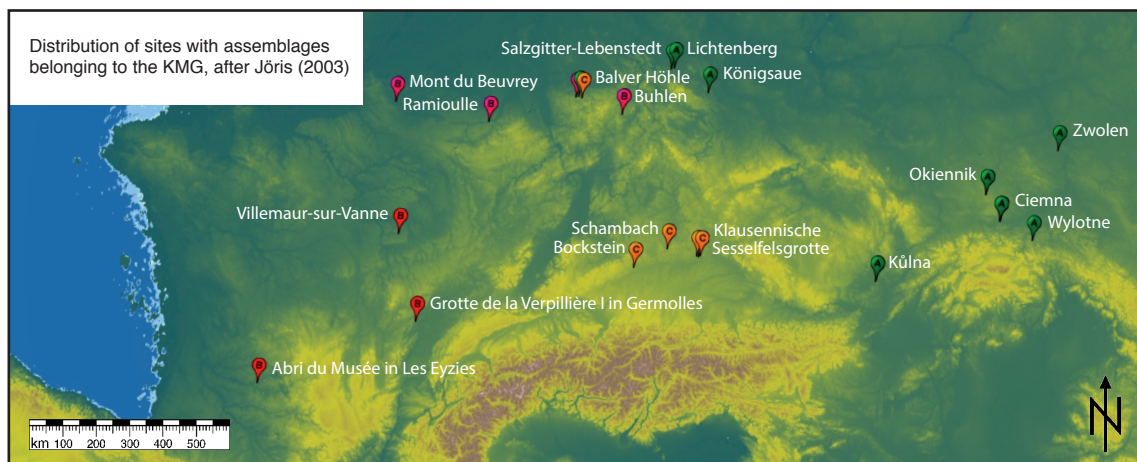 Distribution of sites with assemblages
belonging to the KMG, after Jöris (2003)
Salzgitter-Lebenstedt A Lichtenberg
B Mont du Beuvrey
C Balver Höhle
A Königsaue
Ramioulle B
B Buhlen
A Zwolen
Okiennik A
A Ciemna
Villemaur-sur-Vanne B
A Wylotne
Schambach C
C Klausennische
Bockstein C
Sesselfelsgrotte
A Kůlna
B Grotte de la Verpillière I in Germolles
B Abri du Musée in Les Eyzies
km 100 200 300 400 500
N